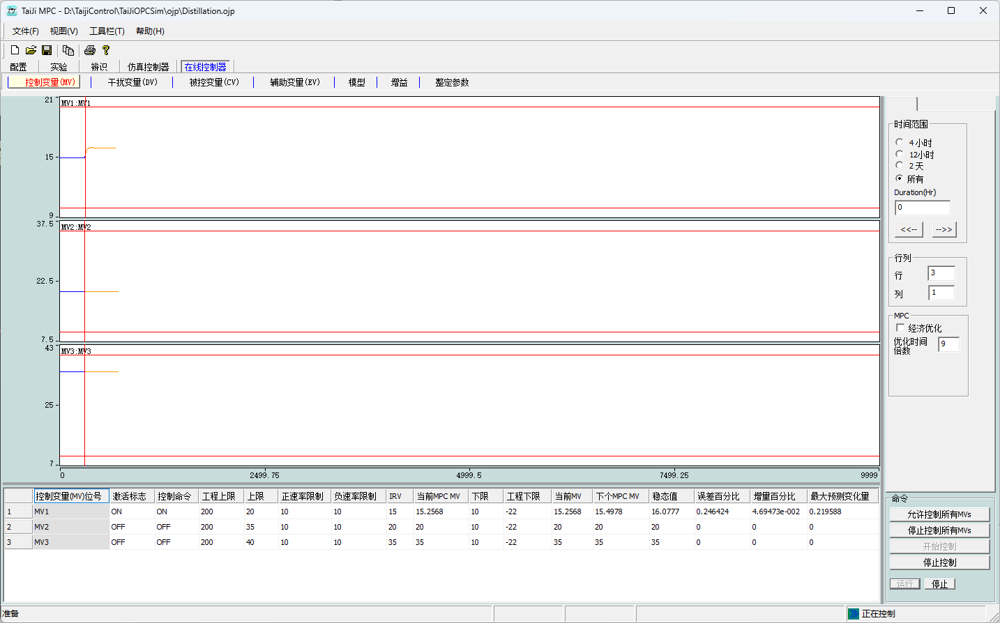 TaiJi MPC - D:\TaijiControl\TaiJiOPCSim\ojp\Distillation.ojp
文件(F) 视图(V) 工具栏(T) 帮助(H)
配置 实验 辨识 仿真控制器 在线控制器
控制变量(MV) 干扰变量(DV) 被控变量(CV) 辅助变量(EV) 模型 增益 整定参数
21
MV1:MV1
15
9
37.5
MV2:MV2
22.5
7.5
43
MV3:MV3
25
7
0 2499.75 4999.5 7499.25 9999
时间范围
4 小时
12小时
2 天
所有
Duration(Hr)
0
<<-- -->>
行列
行 3
列 1
MPC
经济优化
优化时间倍数 9
控制变量(MV)位号 激活标志 控制命令 工程上限 上限 正速率限制 负速率限制 IRV 当前MPC MV 下限 工程下限 当前MV 下个MPC MV 稳态值 误差百分比 增量百分比 最大预测变化量
1 MV1 ON ON 200 20 10 10 15 15.2568 10 -22 15.2568 15.4978 16.0777 0.246424 4.69473e-002 0.219588
2 MV2 OFF OFF 200 35 10 10 20 20 10 -22 20 20 20 0 0 0
3 MV3 OFF OFF 200 40 10 10 35 35 10 -22 35 35 35 0 0 0
命令
允许控制所有MVs
停止控制所有MVs
开始控制
停止控制
运行 停止
准备 正在控制